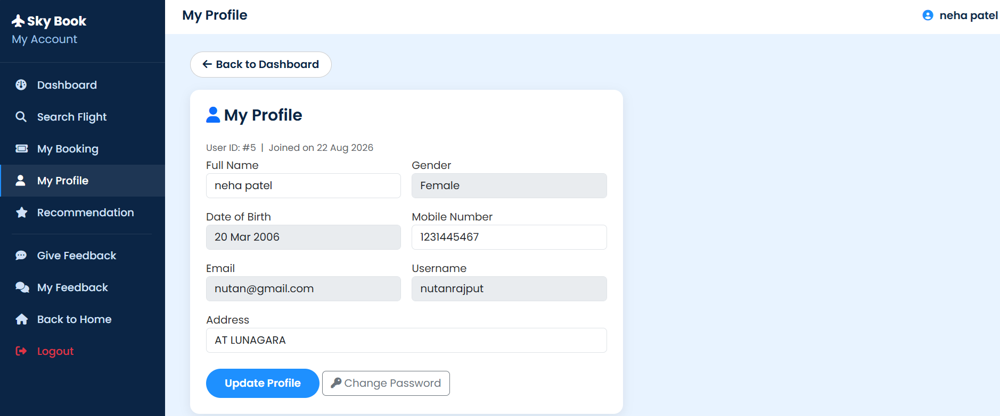 Sky Book
My Account
Dashboard
Search Flight
My Booking
My Profile
Recommendation
Give Feedback
My Feedback
Back to Home
Logout
My Profile
neha patel
Back to Dashboard
My Profile
User ID: #5 | Joined on 22 Aug 2026
Full Name
neha patel
Gender
Female
Date of Birth
20 Mar 2006
Mobile Number
1231445467
Email
nutan@gmail.com
Username
nutanrajput
Address
AT LUNAGARA
Update Profile
Change Password